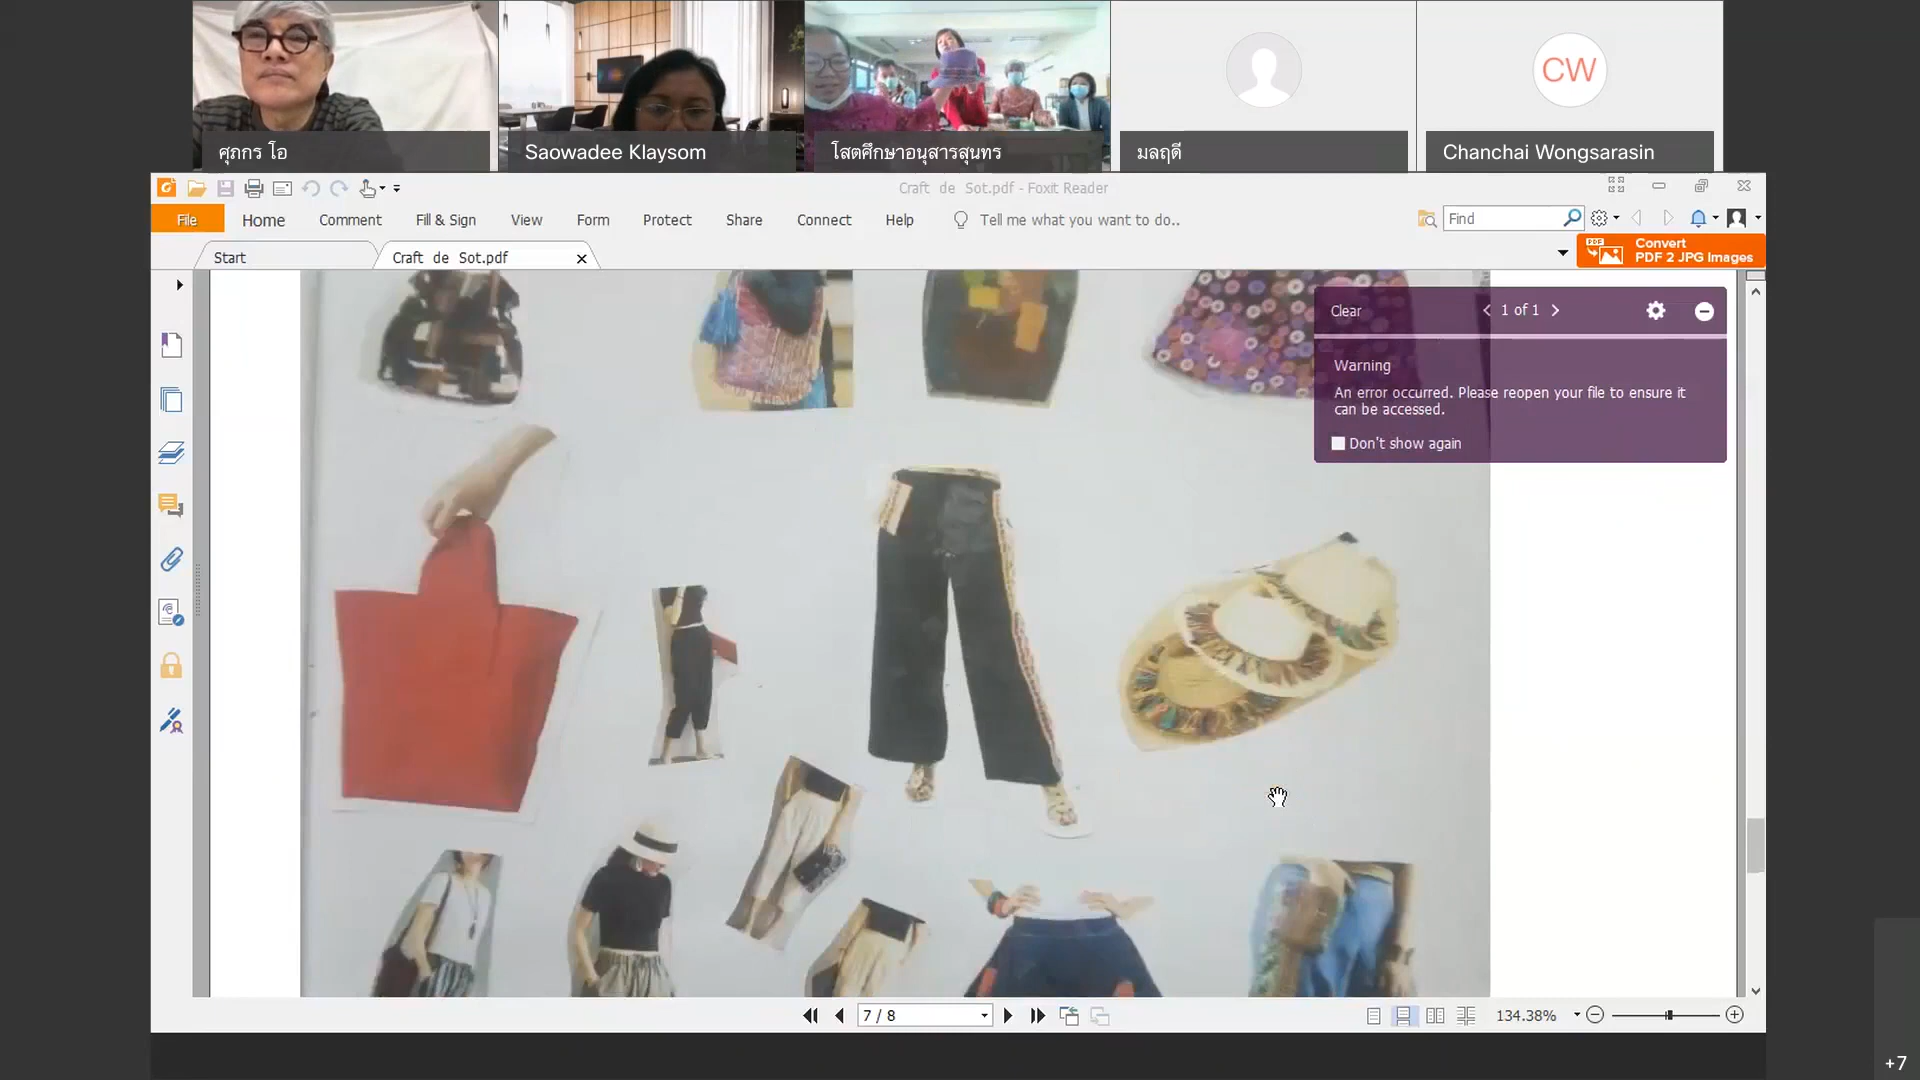 ศุภกร โอ
Saowadee Klaysom
โสตศึกษาอนุสารสุนทร
มลฤดี
CW
Chanchai Wongsarasin
Craft de Sot.pdf - Foxit Reader
File
Home
Comment
Fill & Sign
View
Form
Protect
Share
Connect
Help
Tell me what you want to do..
Find
Start
Craft de Sot.pdf
Convert
PDF 2 JPG Images
Clear
1 of 1
Warning
An error occurred. Please reopen your file to ensure it
can be accessed.
Don't show again
7 / 8
134.38%
+7